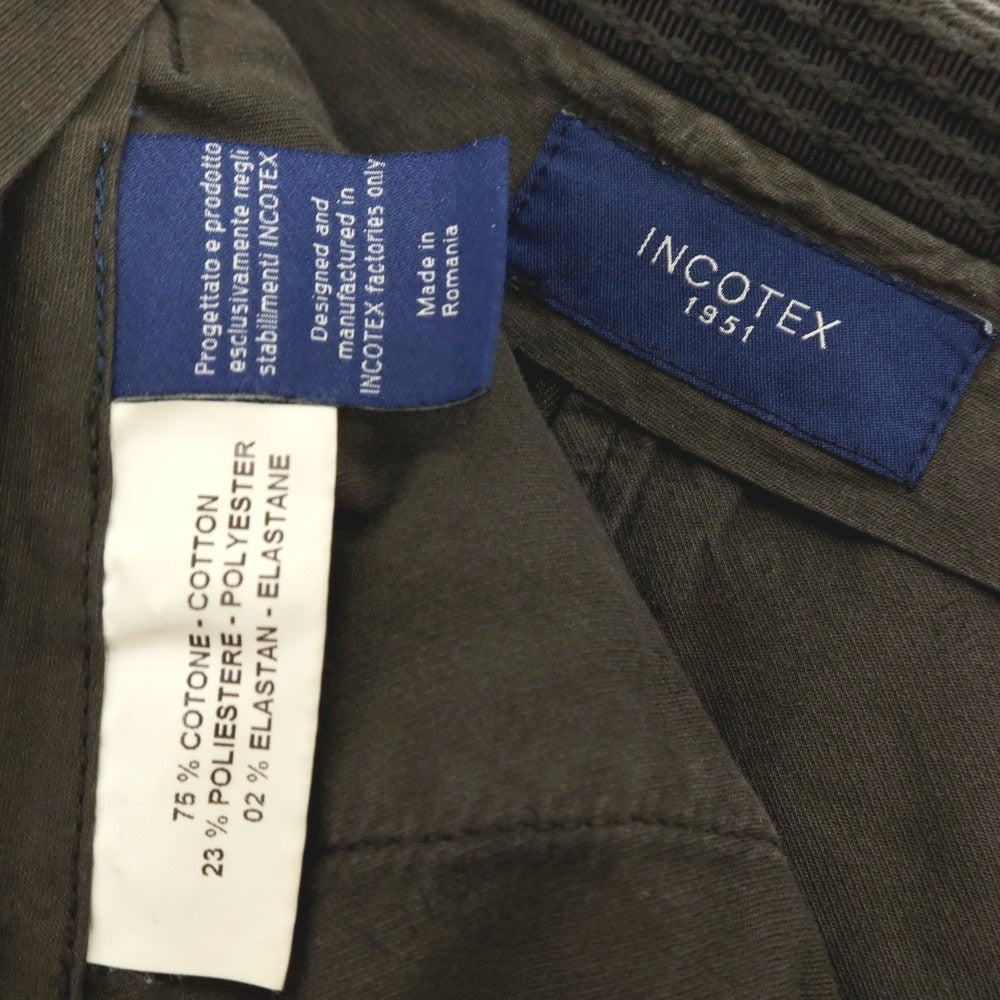 Progettato e prodotto
esclusivamente negli
stabilimenti INCOTEX
Designed and
manufactured in
INCOTEX factories only
Made in
Romania
INCOTEX
1951
75 % COTONE - COTTON
23 % POLIESTERE - POLYESTER
02 % ELASTAN - ELASTANE